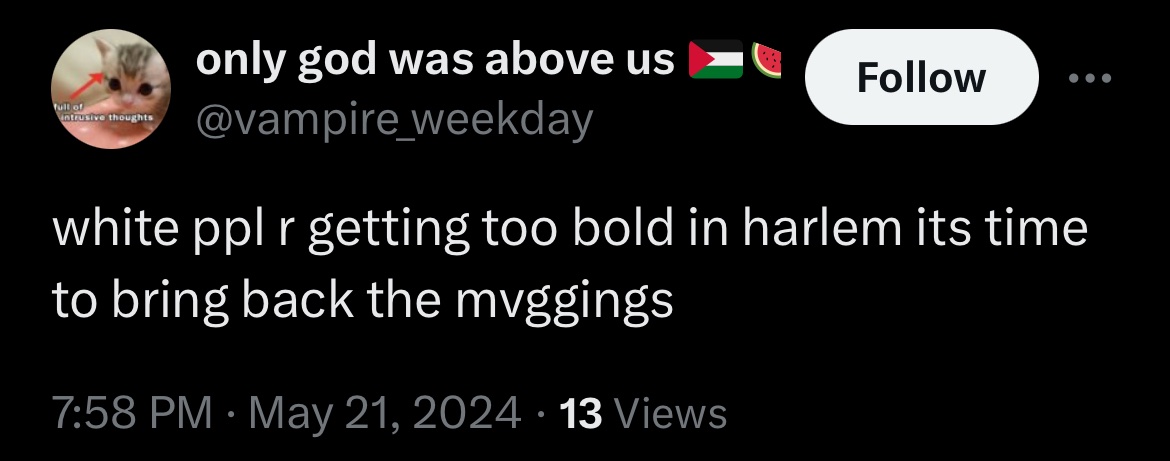 only god was above us 🇵🇸🍉
Follow
@vampire_weekday
full of
intrusive thoughts
white ppl r getting too bold in harlem its time
to bring back the mvggings
7:58 PM · May 21, 2024 · 13 Views